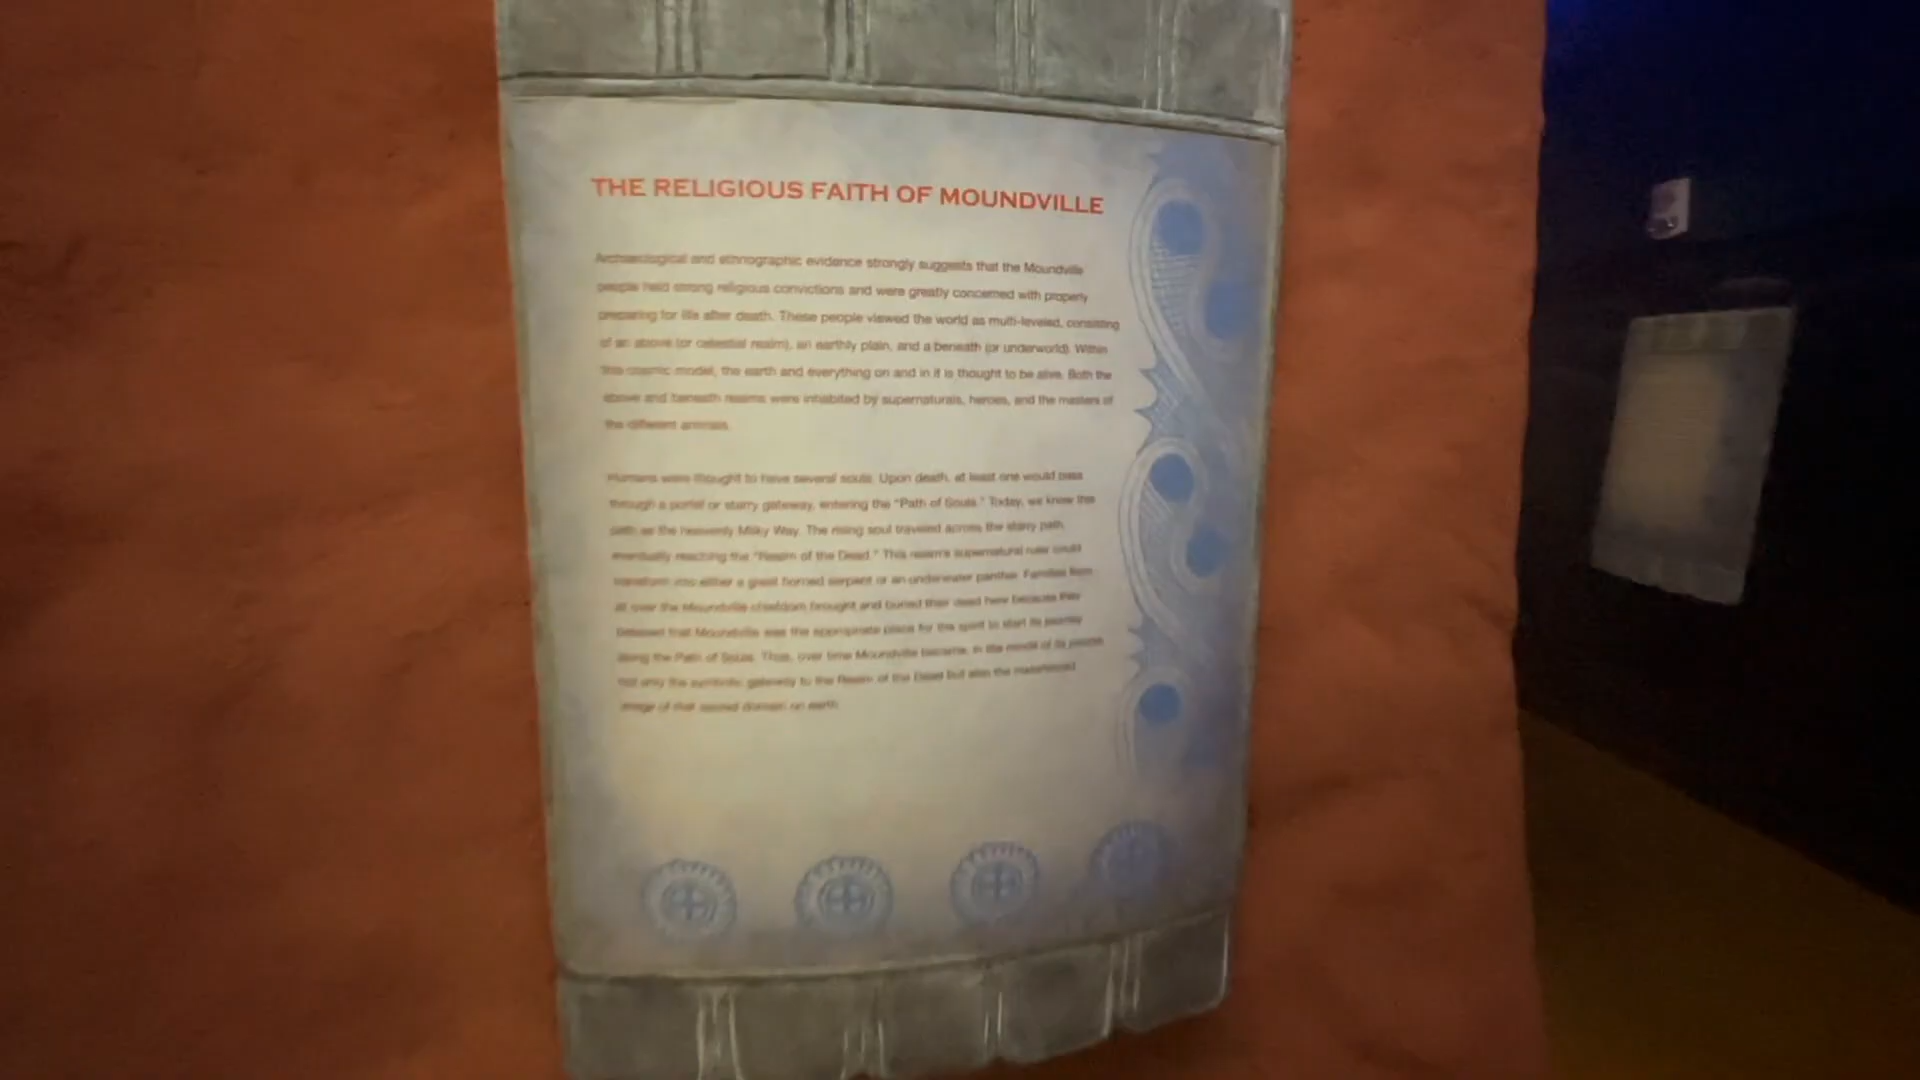 THE RELIGIOUS FAITH OF MOUNDVILLE
Archaeological and ethnographic evidence strongly suggests that the Moundville
people held strong religious convictions and were greatly concerned with properly
preparing for life after death. These people viewed the world as multi-leveled, consisting
of an above (or celestial realm), an earthly plain, and a beneath (or underworld). Within
this cosmic model, the earth and everything on and in it is thought to be alive. Both the
above and beneath realms were inhabited by supernaturals, heroes, and the masters of
the different animals.
Humans were thought to have several souls. Upon death, at least one would pass
through a portal or starry gateway, entering the "Path of Souls." Today, we know this
path as the heavenly Milky Way. The rising soul traveled across the starry path
eventually reaching the "Realm of the Dead." This realm's supernatural ruler could
transform into either a great horned serpent or an underwater panther. Families from
all over the Moundville chiefdom brought and buried their dead here because they
believed that Moundville was the appropriate place for the spirit to start its journey
along the Path of Souls. Thus, over time Moundville became, in the minds of its people
not only the symbolic gateway to the Realm of the Dead but also the manifested
image of that sacred domain on earth.